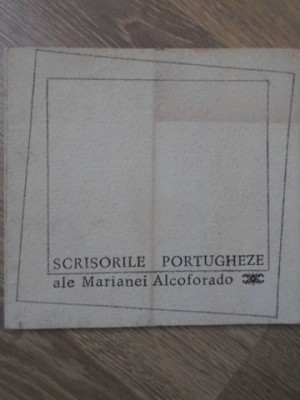 SCRISORILE PORTUGHEZE
ale Marianei Alcoforado